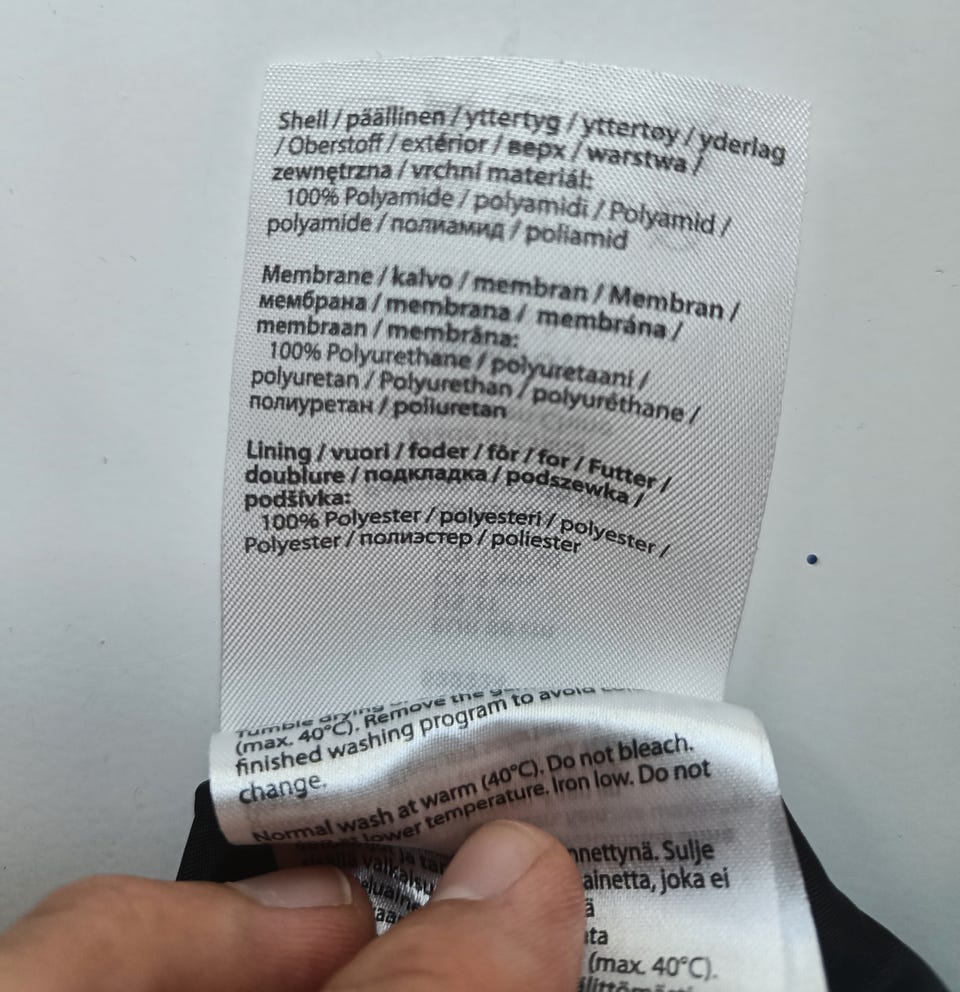 Shell / päällinen / yttertyg / yttertøy / yderlag
/ Oberstoff / extérior / верх / warstwa /
zewnętrzna / vrchní materiál:
100% Polyamide / polyamidi / Polyamid /
polyamide / полиамид / poliamid
Membrane / kalvo / membran / Membran /
мембрана / membrana / membrána /
membraan / membrāna:
100% Polyurethane / polyuretaani /
polyuretan / Polyurethan / polyuréthane /
полиуретан / poliuretan
Lining / vuori / foder / fôr / for / Futter /
doublure / подкладка / podszewka /
podšívka:
100% Polyester / polyesteri / polyester /
Polyester / полиэстер / poliester
Tumble drying the
(max. 40°C). Remove the
finished washing program to avoid
change.
Normal wash at warm (40°C). Do not bleach.
lower temperature. Iron low. Do not
Sulje
joka ei
(max. 40°C).